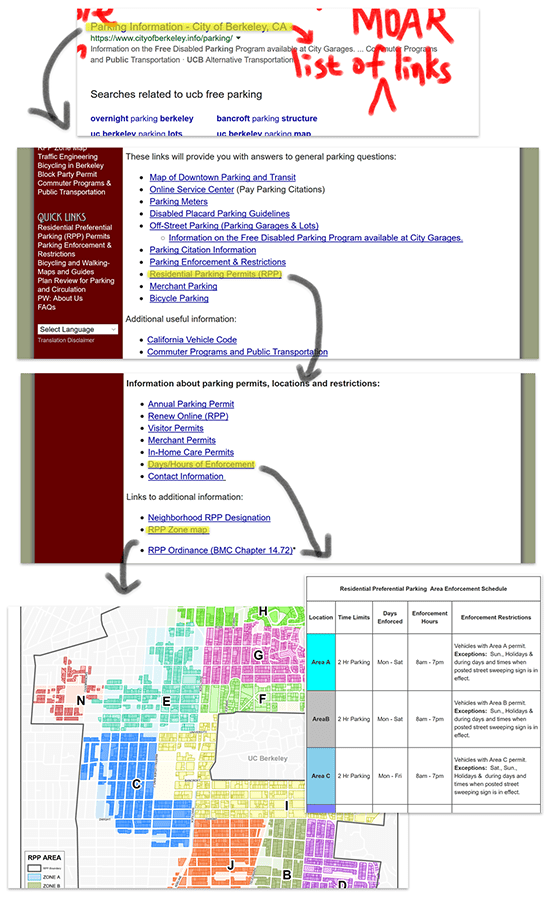 Parking Information - City of Berkeley, CA
MOAR
https://www.cityofberkeley.info/parking/
Information on the Free Disabled Parking Program available at City Garages. ... Commuter Programs
and Public Transportation · UCB Alternative Transportation
list of links
Searches related to ucb free parking
overnight parking berkeley
bancroft parking structure
uc berkeley parking lots
uc berkeley parking map
RPP Zone Map
Traffic Engineering
Bicycling in Berkeley
Block Party Permit
Commuter Programs &
Public Transportation
QUICK LINKS
Residential Preferential
Parking (RPP) Permits
Parking Enforcement &
Restrictions
Bicycling and Walking-
Maps and Guides
Plan Review for Parking
and Circulation
PW: About Us
FAQs
Select Language
Translation Disclaimer
These links will provide you with answers to general parking questions:
Map of Downtown Parking and Transit
Online Service Center (Pay Parking Citations)
Parking Meters
Disabled Placard Parking Guidelines
Off-Street Parking (Parking Garages & Lots)
Information on the Free Disabled Parking Program available at City Garages.
Parking Citation Information
Parking Enforcement & Restrictions
Residential Parking Permits (RPP)
Merchant Parking
Bicycle Parking
Additional useful information:
California Vehicle Code
Commuter Programs and Public Transportation
Information about parking permits, locations and restrictions:
Annual Parking Permit
Renew Online (RPP)
Visitor Permits
Merchant Permits
In-Home Care Permits
Days/Hours of Enforcement
Contact Information
Links to additional information:
Neighborhood RPP Designation
RPP Zone map
RPP Ordinance (BMC Chapter 14.72)*
Residential Preferential Parking Area Enforcement Schedule
Location
Time Limits
Days
Enforced
Enforcement
Hours
Enforcement Restrictions
Area A
2 Hr Parking
Mon - Sat
8am - 7pm
Vehicles with Area A permit.
Exceptions: Sun., Holidays &
during days and times when
posted street sweeping sign is in
effect.
AreaB
2 Hr Parking
Mon - Sat
8am - 7pm
Vehicles with Area B permit.
Exceptions: Sun., Holidays &
during days and times when
posted street sweeping sign is in
effect.
Area C
2 Hr Parking
Mon - Fri
8am - 7pm
Vehicles with Area C permit.
Exceptions: Sat., Sun.,
Holidays & during days and
times when posted street
sweeping sign is in effect.
H
G
N
E
F
UC Berkeley
C
I
J
B
D
RPP AREA
ZONE A
ZONE B